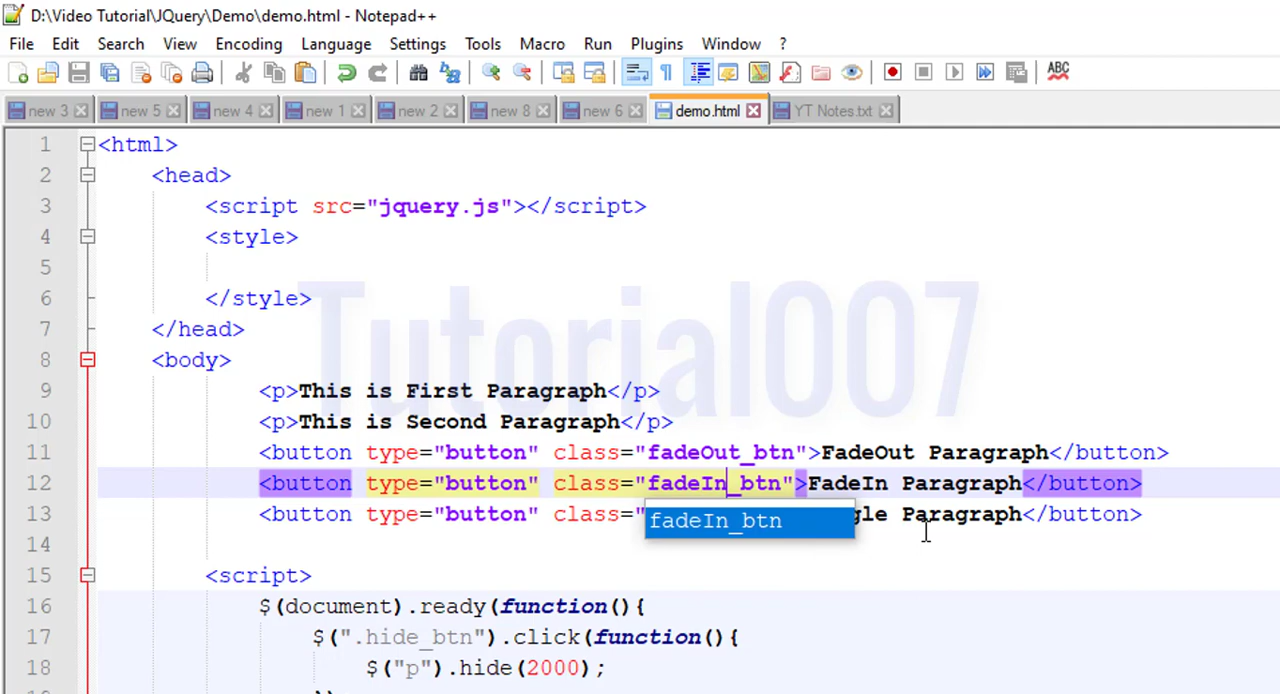 D:\Video Tutorial\JQuery\Demo\demo.html - Notepad++
File Edit Search View Encoding Language Settings Tools Macro Run Plugins Window ?
ABC
new 3 new 5 new 4 new 1 new 2 new 8 new 6 demo.html YT Notes.txt
1 <html>
2 <head>
3 <script src="jquery.js"></script>
4 <style>
5
6 </style>
7 </head>
8 <body>
9 <p>This is First Paragraph</p>
10 <p>This is Second Paragraph</p>
11 <button type="button" class="fadeOut_btn">FadeOut Paragraph</button>
12 <button type="button" class="fadeIn_btn">FadeIn Paragraph</button>
fadeIn_btn
13 <button type="button" class="gle Paragraph</button>
14
15 <script>
16 $(document).ready(function(){
17 $(".hide_btn").click(function(){
18 $("p").hide(2000);
Tutorial007